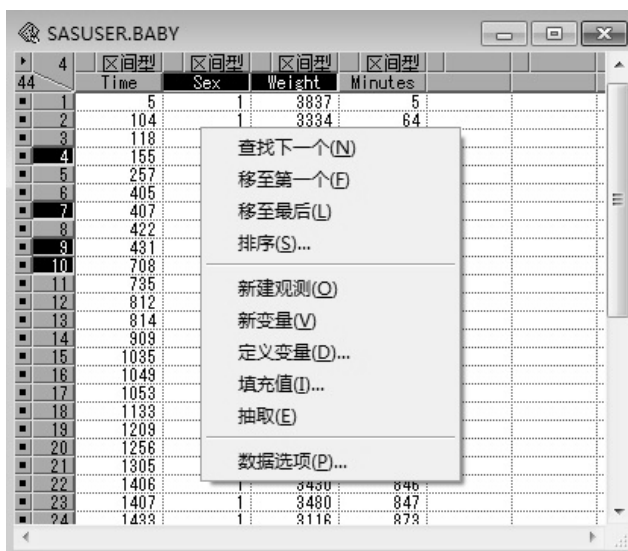 SASUSER.BABY
4 区间型 区间型 区间型 区间型
44 Time Sex Weight Minutes
1 5 1 3837 5
2 104 1 3334 64
3 118
4 155
5 257
6 405
7 407
8 422
9 431
10 708
11 735
12 812
13 814
14 909
15 1035
16 1049
17 1053
18 1133
19 1209
20 1256
21 1305
22 1406 1 3430 846
23 1407 1 3480 847
24 1433 1 3116 873
查找下一个(N)
移至第一个(F)
移至最后(L)
排序(S)...
新建观测(O)
新变量(V)
定义变量(D)...
填充值(I)...
抽取(E)
数据选项(P)...